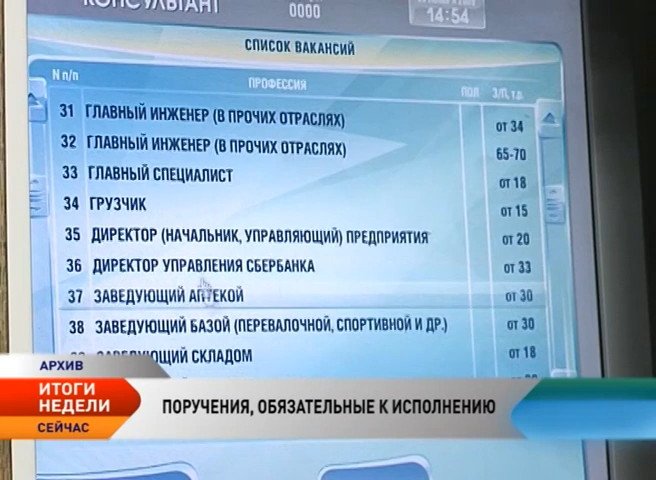 КОНСУЛЬТАНТ
0000
14:54
СПИСОК ВАКАНСИЙ
N п/п ПРОФЕССИЯ ПОЛ З/П, т.р.
31 ГЛАВНЫЙ ИНЖЕНЕР (В ПРОЧИХ ОТРАСЛЯХ) от 34
32 ГЛАВНЫЙ ИНЖЕНЕР (В ПРОЧИХ ОТРАСЛЯХ) 65-70
33 ГЛАВНЫЙ СПЕЦИАЛИСТ от 18
34 ГРУЗЧИК от 15
35 ДИРЕКТОР (НАЧАЛЬНИК, УПРАВЛЯЮЩИЙ) ПРЕДПРИЯТИЯ от 20
36 ДИРЕКТОР УПРАВЛЕНИЯ СБЕРБАНКА от 33
37 ЗАВЕДУЮЩИЙ АПТЕКОЙ от 30
38 ЗАВЕДУЮЩИЙ БАЗОЙ (ПЕРЕВАЛОЧНОЙ, СПОРТИВНОЙ И ДР.) от 30
ЗАВЕДУЮЩИЙ СКЛАДОМ от 18
АРХИВ
ИТОГИ
НЕДЕЛИ
СЕЙЧАС
ПОРУЧЕНИЯ, ОБЯЗАТЕЛЬНЫЕ К ИСПОЛНЕНИЮ